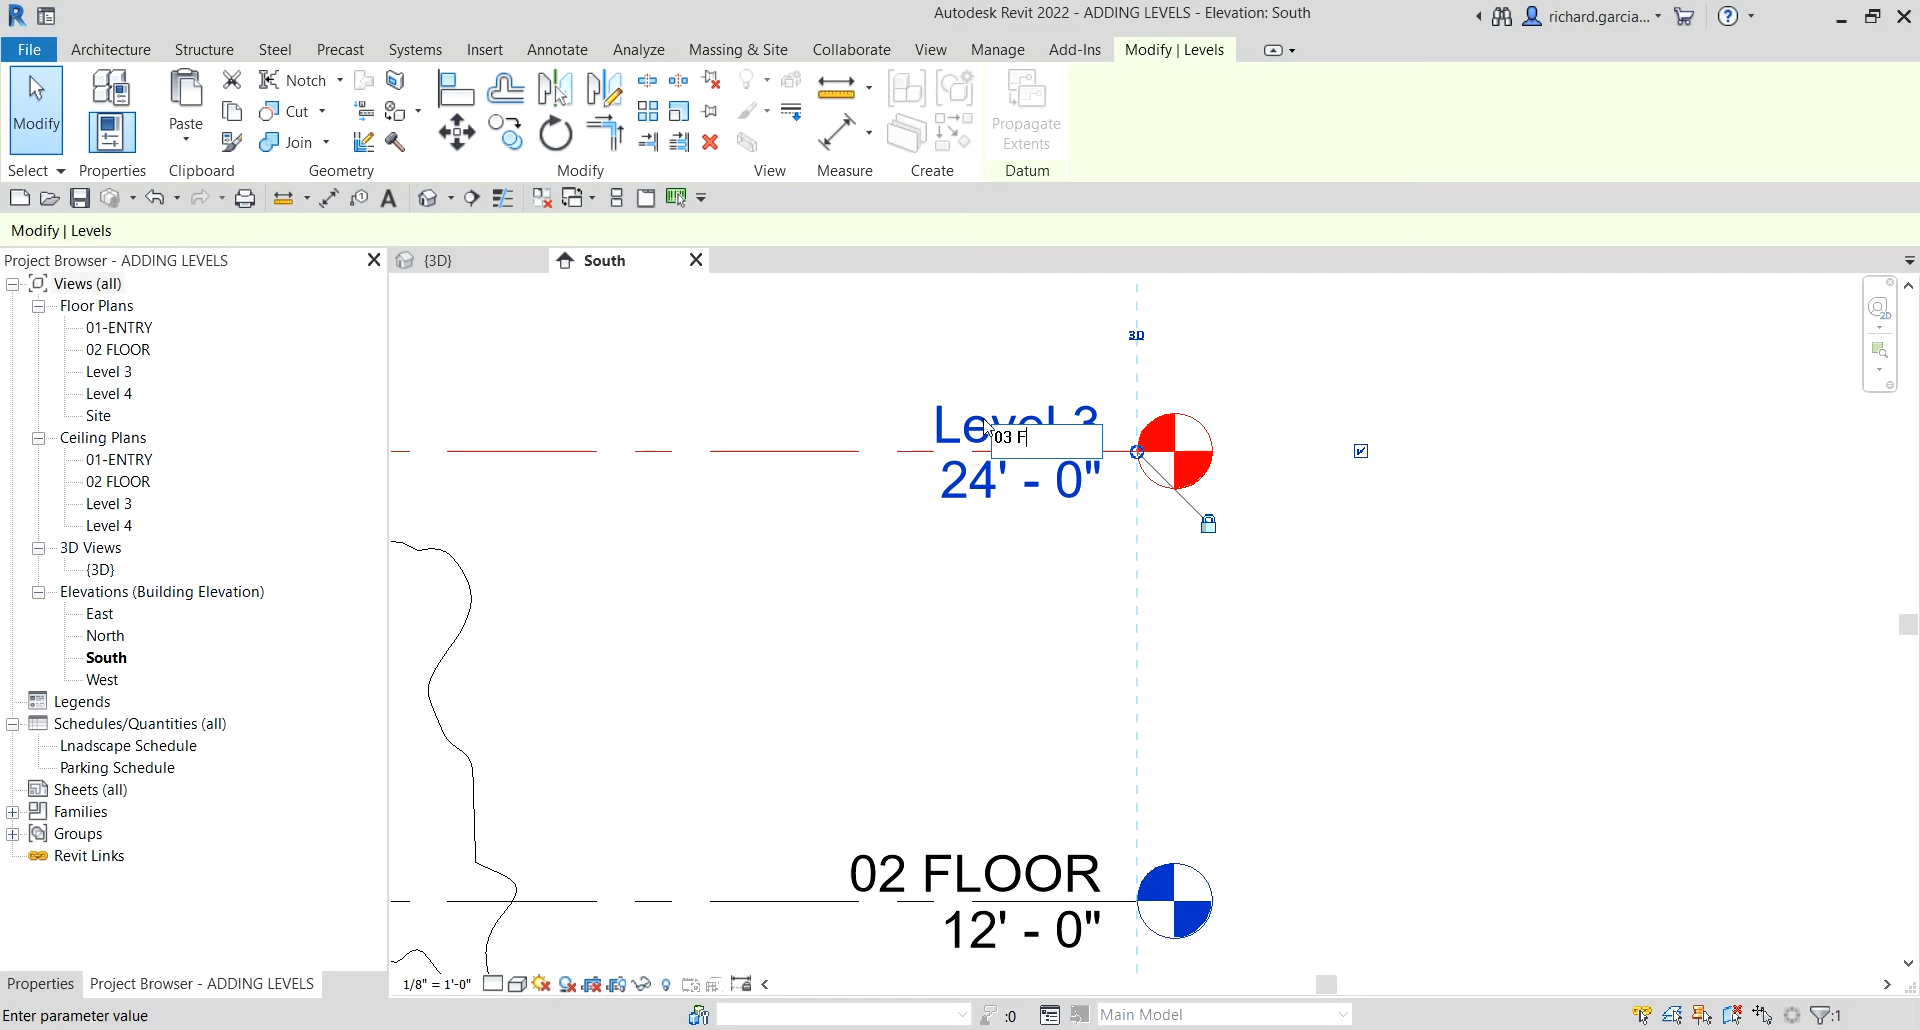 Autodesk Revit 2022 - ADDING LEVELS - Elevation: South
richard.garcia...
File Architecture Structure Steel Precast Systems Insert Annotate Analyze Massing & Site Collaborate View Manage Add-Ins Modify | Levels
Modify
Paste
Notch
Cut
Join
Propagate
Extents
Select Properties Clipboard Geometry Modify View Measure Create Datum
Modify | Levels
Project Browser - ADDING LEVELS
{3D}
South
Views (all)
Floor Plans
01-ENTRY
02 FLOOR
Level 3
Level 4
Site
Ceiling Plans
01-ENTRY
02 FLOOR
Level 3
Level 4
3D Views
{3D}
Elevations (Building Elevation)
East
North
South
West
Legends
Schedules/Quantities (all)
Lnadscape Schedule
Parking Schedule
Sheets (all)
Families
Groups
Revit Links
3D
2D
Level 3
03 F
24' - 0"
02 FLOOR
12' - 0"
Properties Project Browser - ADDING LEVELS
1/8" = 1'-0"
Enter parameter value
:0
Main Model
:1